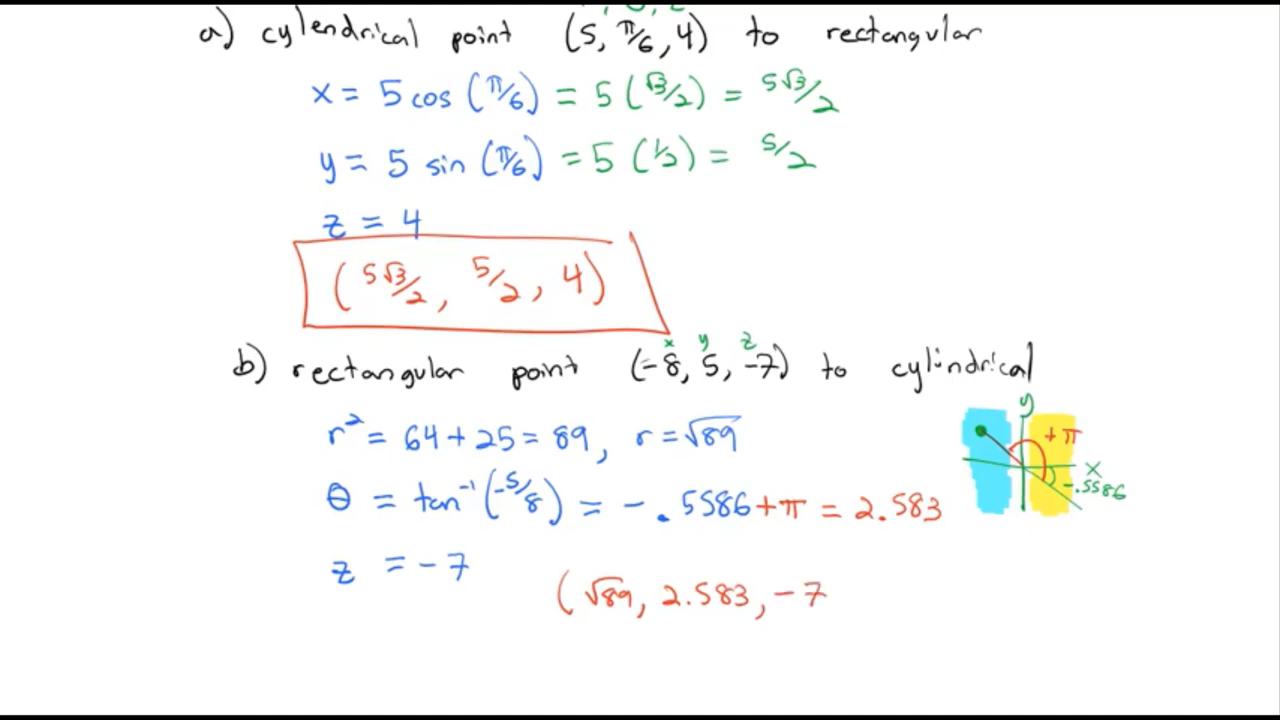 a) cylendrical point (5, π/6, 4) to rectangular
x = 5 cos (π/6) = 5 (√3/2) = 5√3/2
y = 5 sin (π/6) = 5 (1/2) = 5/2
z = 4
(5√3/2, 5/2, 4)
x y z
b) rectangular point (-8, 5, -7) to cylindrical
r² = 64 + 25 = 89, r = √89
y
+π
x
-.5586
θ = tan⁻¹(-5/8) = -.5586 + π = 2.583
z = -7
(√89, 2.583, -7